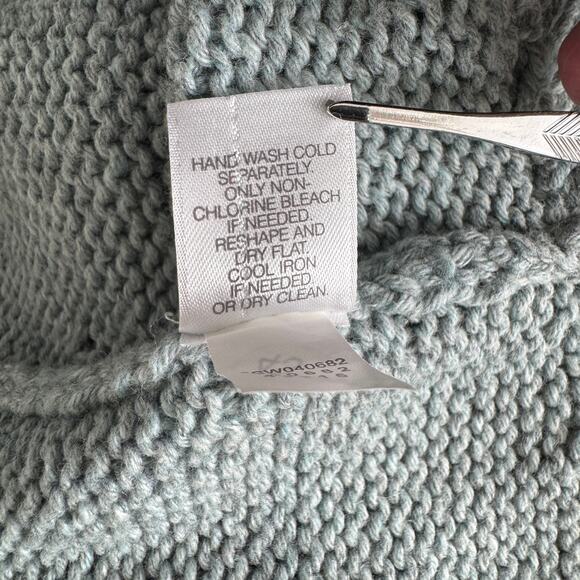 HAND WASH COLD
SEPARATELY.
ONLY NON-
CHLORINE BLEACH
IF NEEDED.
RESHAPE AND
DRY FLAT.
COOL IRON
IF NEEDED
OR DRY CLEAN.
SW040682